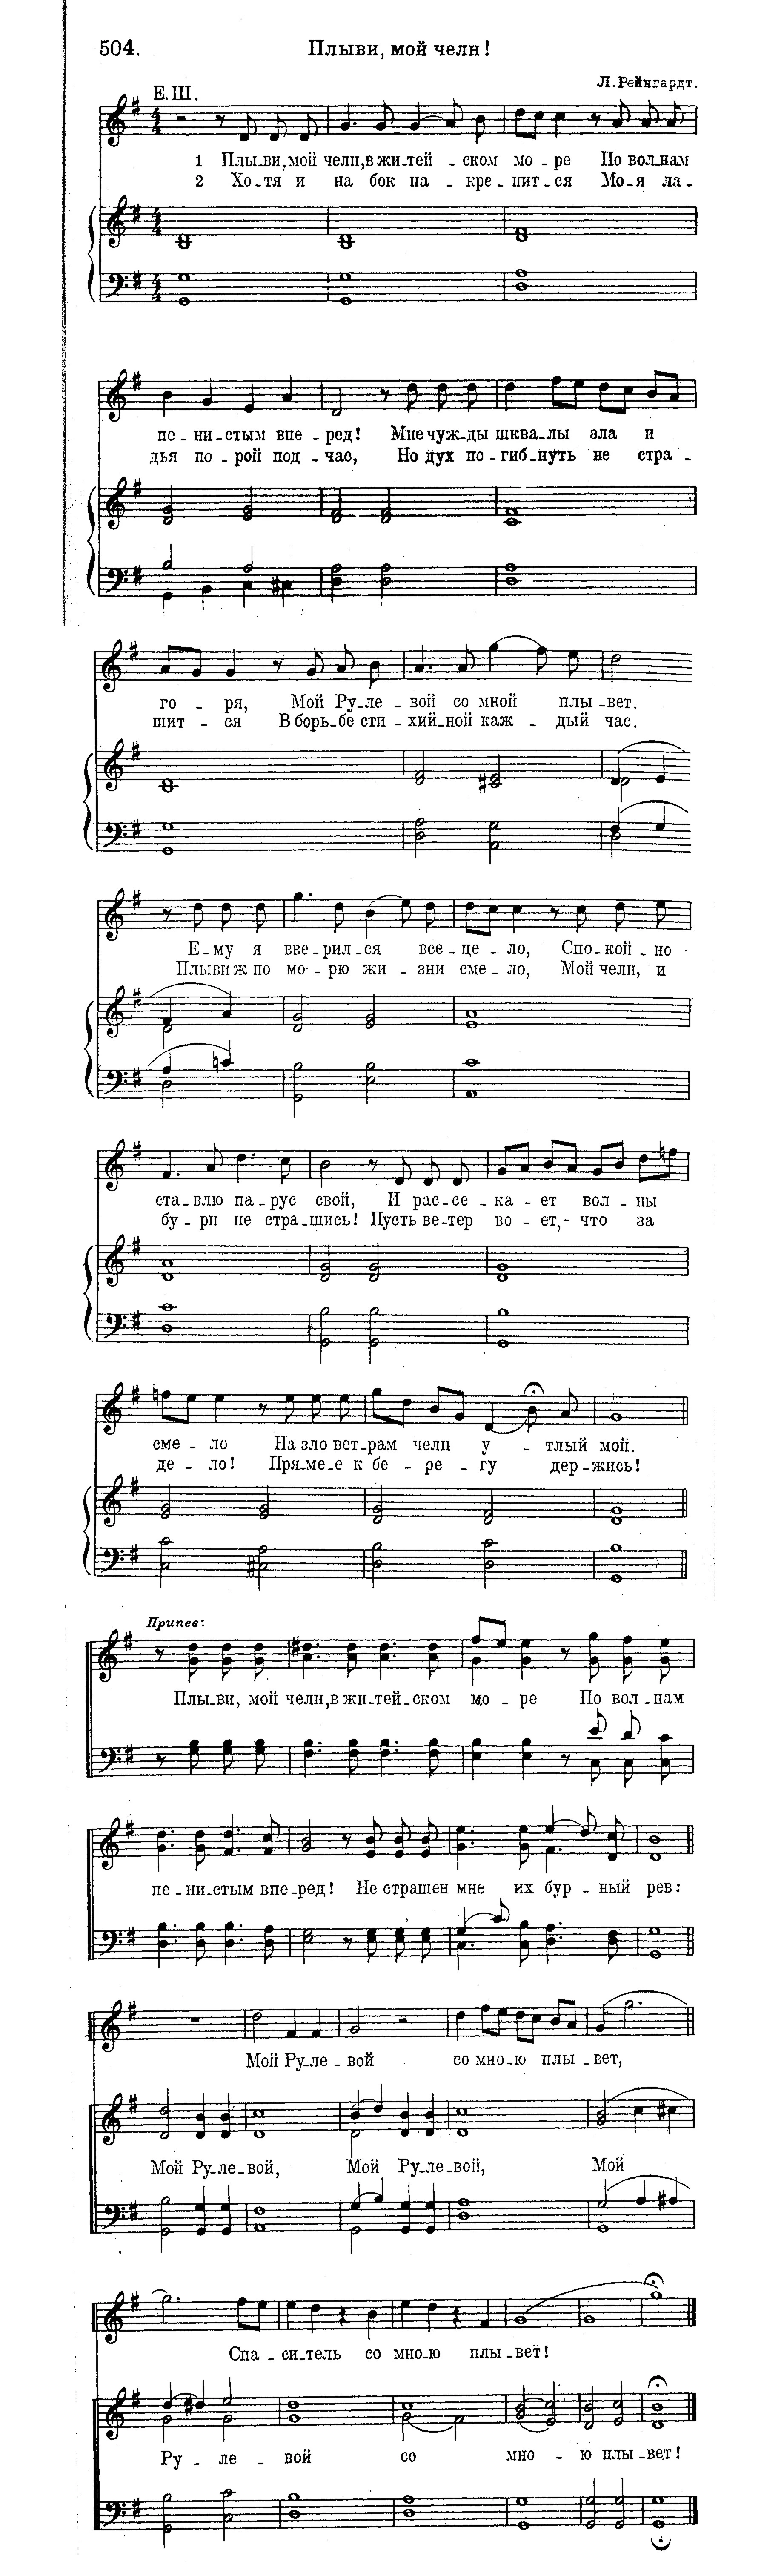 504. Плыви, мой челн!
Л. Рейнгардт.
Е. Ш.
1 Плы-ви, мой челн, в жи-тей - ском мо - ре По вол-нам
2 Хо-тя и на бок па - кре - нит-ся Мо-я ла-
пе - ни-стым впе - ред! Мне чуж-ды шква-лы зла и
дья по - рой под - час, Но дух по-гиб-нуть не стра -
го - ря, Мой Ру-ле - вой со мной плы - вет.
шит - ся В борь-бе сти - хий-ной каж - дый час.
Е-му я вве-рил-ся все-це - ло, Спо-кой - но
Плыви ж по мо - рю жи - зни сме - ло, Мой челн, и
ста-влю па-рус свой, И рас-се - ка - ет вол - ны
бу - ри не стра-шись! Пусть ве-тер во - ет,- что за
сме - ло На зло вет-рам челн у - тлый мой.
де - ло! Пря-ме-е к бе - ре - гу дер-жись!
Припев:
Плы-ви, мой челн, в жи-тей-ском мо - ре По вол-нам
пе-ни-стым впе-ред! Не страшен мне их бур - ный рев:
Мой Ру-ле - вой со мно-ю плы - вет,
Мой Ру-ле-вой, Мой Ру-ле-вой, Мой
Спа - си-тель со мно-ю плы-вет!
Ру - ле - вой со мно - ю плы-вет!